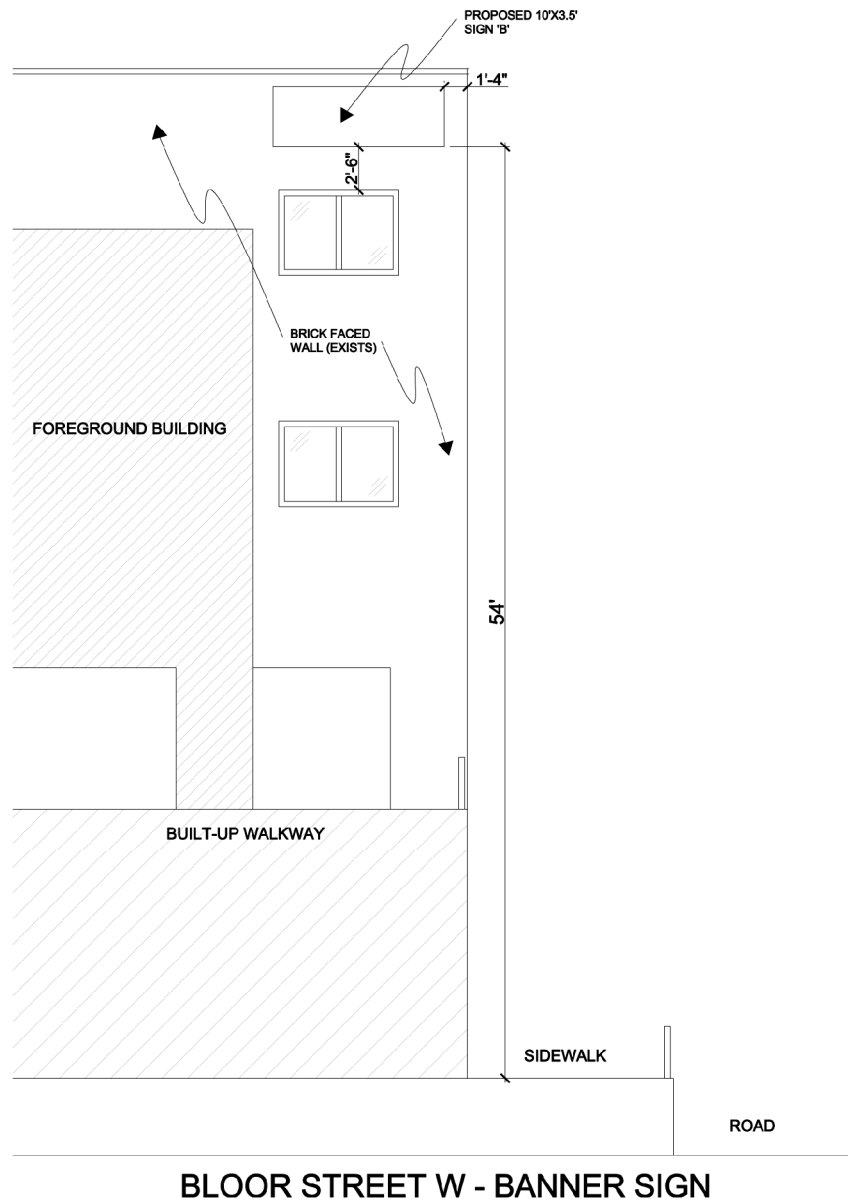 PROPOSED 10'X3.5'
SIGN 'B'
1'-4"
2'-6"
BRICK FACED
WALL (EXISTS)
FOREGROUND BUILDING
54'
BUILT-UP WALKWAY
SIDEWALK
ROAD
BLOOR STREET W - BANNER SIGN